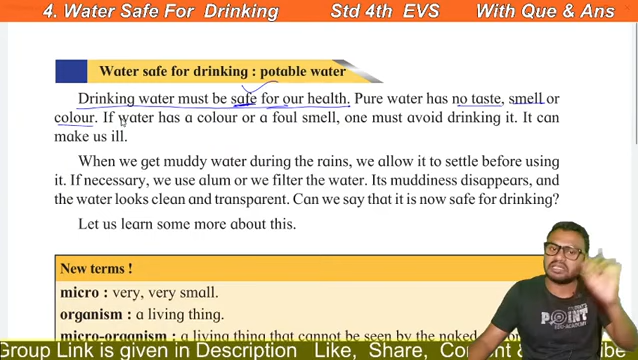 4. Water Safe For Drinking Std 4th EVS With Que & Ans
Water safe for drinking : potable water
Drinking water must be safe for our health. Pure water has no taste, smell or
colour. If water has a colour or a foul smell, one must avoid drinking it. It can
make us ill.
When we get muddy water during the rains, we allow it to settle before using
it. If necessary, we use alum or we filter the water. Its muddiness disappears, and
the water looks clean and transparent. Can we say that it is now safe for drinking?
Let us learn some more about this.
New terms !
micro : very, very small.
organism : a living thing.
micro-organism : a living thing that cannot be seen by the naked
POINT
Group Link is given in Description Like, Share,